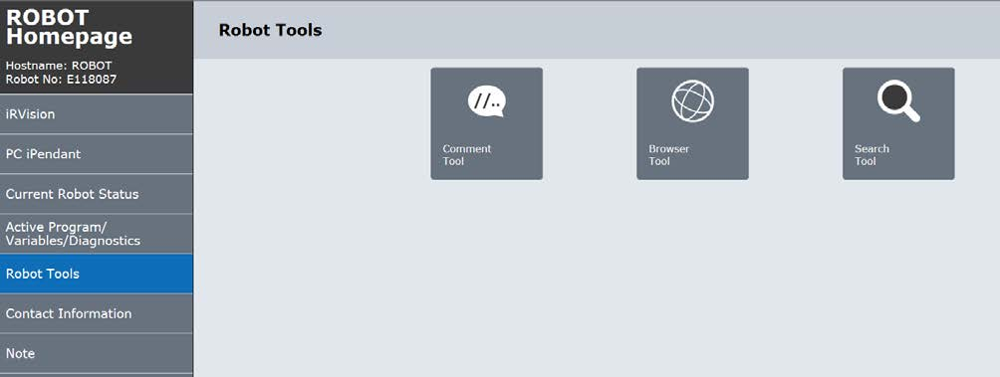 ROBOT
Homepage
Hostname: ROBOT
Robot No: E118087
iRVision
PC iPendant
Current Robot Status
Active Program/
Variables/Diagnostics
Robot Tools
Contact Information
Note
Robot Tools
//..
Comment
Tool
Browser
Tool
Search
Tool